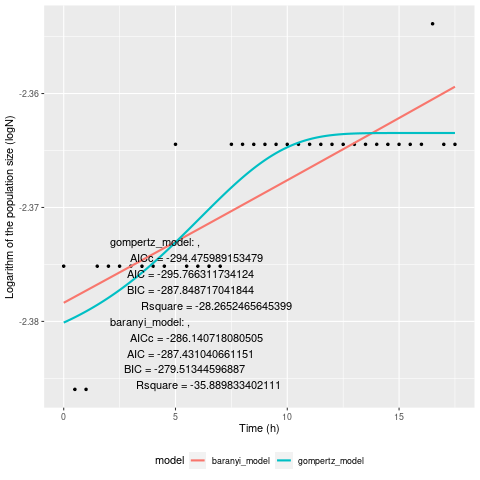 Logarithm of the population size (logN)
-2.36
-2.37
-2.38
gompertz_model: ,
AICc = -294.475989153479
AIC = -295.766311734124
BIC = -287.848717041844
Rsquare = -28.2652465645399
baranyi_model: ,
AICc = -286.140718080505
AIC = -287.431040661151
BIC = -279.51344596887
Rsquare = -35.889833402111
0 5 10 15
Time (h)
model baranyi_model gompertz_model